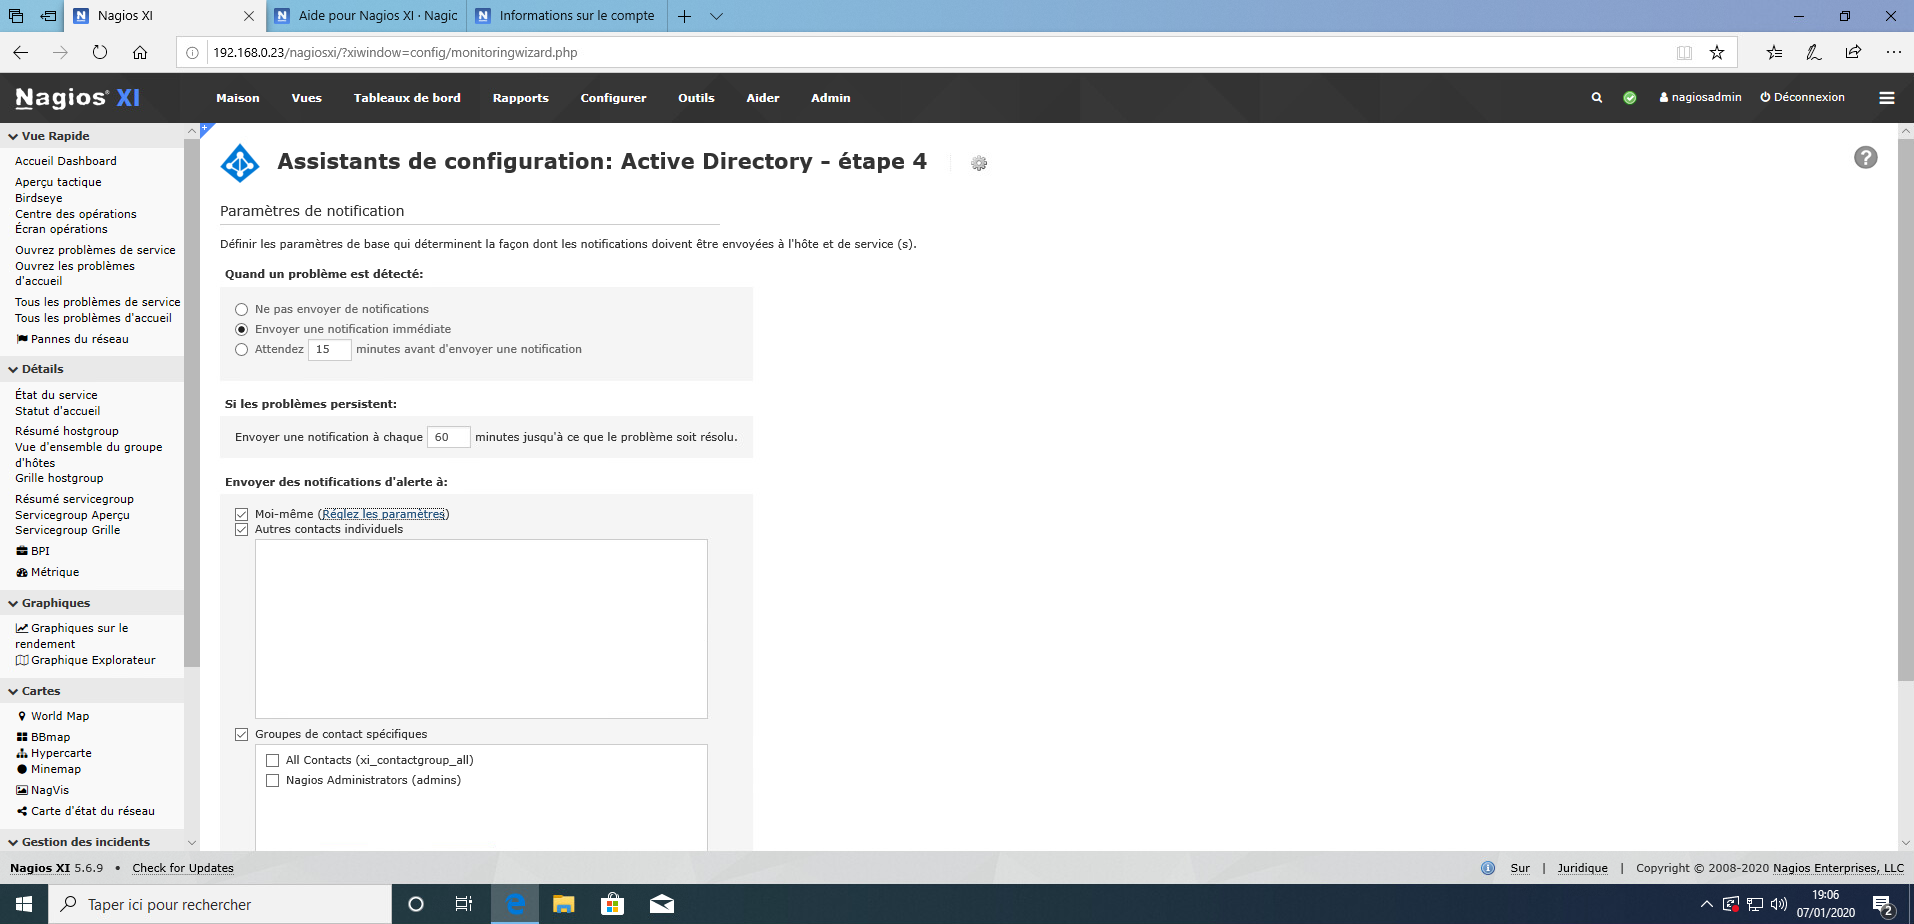 Nagios XI
Aide pour Nagios XI · Nagic
Informations sur le compte
192.168.0.23/nagiosxi/?xiwindow=config/monitoringwizard.php
Nagios® XI
Maison
Vues
Tableaux de bord
Rapports
Configurer
Outils
Aider
Admin
nagiosadmin
Déconnexion
Vue Rapide
Accueil Dashboard
Aperçu tactique
Birdseye
Centre des opérations
Écran opérations
Ouvrez problèmes de service
Ouvrez les problèmes
d'accueil
Tous les problèmes de service
Tous les problèmes d'accueil
Pannes du réseau
Détails
État du service
Statut d'accueil
Résumé hostgroup
Vue d'ensemble du groupe
d'hôtes
Grille hostgroup
Résumé servicegroup
Servicegroup Aperçu
Servicegroup Grille
BPI
Métrique
Graphiques
Graphiques sur le
rendement
Graphique Explorateur
Cartes
World Map
BBmap
Hypercarte
Minemap
NagVis
Carte d'état du réseau
Gestion des incidents
Assistants de configuration: Active Directory - étape 4
?
Paramètres de notification
Définir les paramètres de base qui déterminent la façon dont les notifications doivent être envoyées à l'hôte et de service (s).
Quand un problème est détecté:
Ne pas envoyer de notifications
Envoyer une notification immédiate
Attendez 15 minutes avant d'envoyer une notification
Si les problèmes persistent:
Envoyer une notification à chaque 60 minutes jusqu'à ce que le problème soit résolu.
Envoyer des notifications d'alerte à:
Moi-même (Réglez les paramètres)
Autres contacts individuels
Groupes de contact spécifiques
All Contacts (xi_contactgroup_all)
Nagios Administrators (admins)
Nagios XI 5.6.9 • Check for Updates
Sur | Juridique | Copyright © 2008-2020 Nagios Enterprises, LLC
Taper ici pour rechercher
19:06
07/01/2020
2